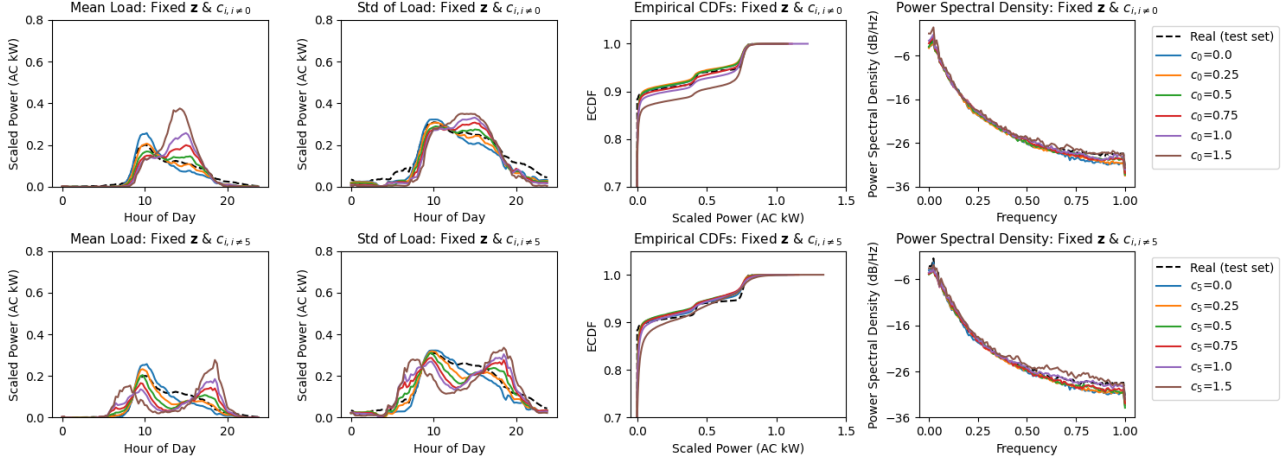 Mean Load: Fixed z & c_{i, i≠0}
Scaled Power (AC kW)
0.8
0.6
0.4
0.2
0.0
0 10 20
Hour of Day
Std of Load: Fixed z & c_{i, i≠0}
Scaled Power (AC kW)
0.8
0.6
0.4
0.2
0.0
0 10 20
Hour of Day
Empirical CDFs: Fixed z & c_{i, i≠0}
ECDF
1.0
0.9
0.8
0.7
0.0 0.5 1.0 1.5
Scaled Power (AC kW)
Power Spectral Density: Fixed z & c_{i, i≠0}
Power Spectral Density (dB/Hz)
−6
−16
−26
−36
0.00 0.25 0.50 0.75 1.00
Frequency
Real (test set)
c₀=0.0
c₀=0.25
c₀=0.5
c₀=0.75
c₀=1.0
c₀=1.5
Mean Load: Fixed z & c_{i, i≠5}
Scaled Power (AC kW)
0.8
0.6
0.4
0.2
0.0
0 10 20
Hour of Day
Std of Load: Fixed z & c_{i, i≠5}
Scaled Power (AC kW)
0.8
0.6
0.4
0.2
0.0
0 10 20
Hour of Day
Empirical CDFs: Fixed z & c_{i, i≠5}
ECDF
1.0
0.9
0.8
0.7
0.0 0.5 1.0 1.5
Scaled Power (AC kW)
Power Spectral Density: Fixed z & c_{i, i≠5}
Power Spectral Density (dB/Hz)
−6
−16
−26
−36
0.00 0.25 0.50 0.75 1.00
Frequency
Real (test set)
c₅=0.0
c₅=0.25
c₅=0.5
c₅=0.75
c₅=1.0
c₅=1.5